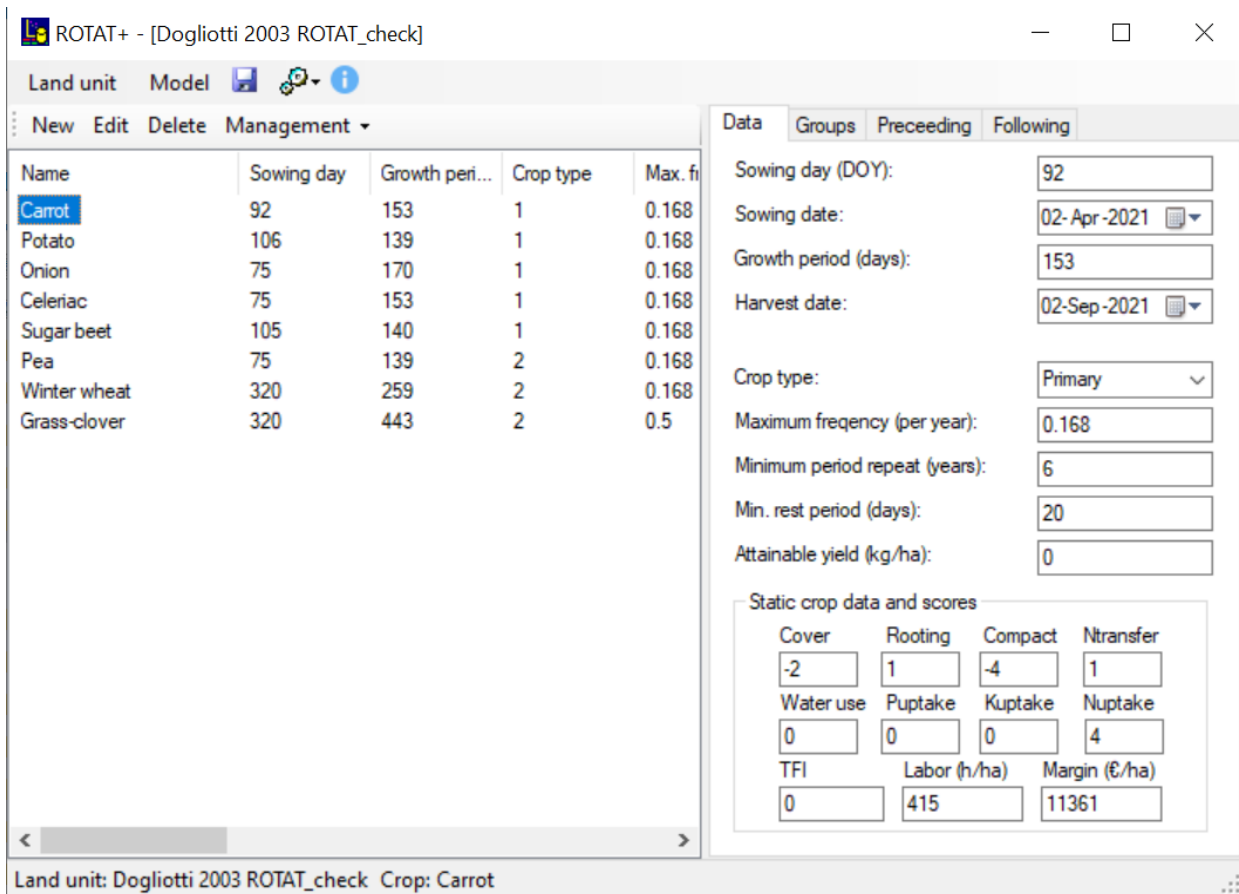 ROTAT+ - [Dogliotti 2003 ROTAT_check]
Land unit Model
New Edit Delete Management
Name Sowing day Growth peri... Crop type Max. fr
Carrot 92 153 1 0.168
Potato 106 139 1 0.168
Onion 75 170 1 0.168
Celeriac 75 153 1 0.168
Sugar beet 105 140 1 0.168
Pea 75 139 2 0.168
Winter wheat 320 259 2 0.168
Grass-clover 320 443 2 0.5
Data Groups Preceeding Following
Sowing day (DOY): 92
Sowing date: 02-Apr-2021
Growth period (days): 153
Harvest date: 02-Sep-2021
Crop type: Primary
Maximum freqency (per year): 0.168
Minimum period repeat (years): 6
Min. rest period (days): 20
Attainable yield (kg/ha): 0
Static crop data and scores
Cover Rooting Compact Ntransfer
-2 1 -4 1
Water use Puptake Kuptake Nuptake
0 0 0 4
TFI Labor (h/ha) Margin (€/ha)
0 415 11361
Land unit: Dogliotti 2003 ROTAT_check Crop: Carrot